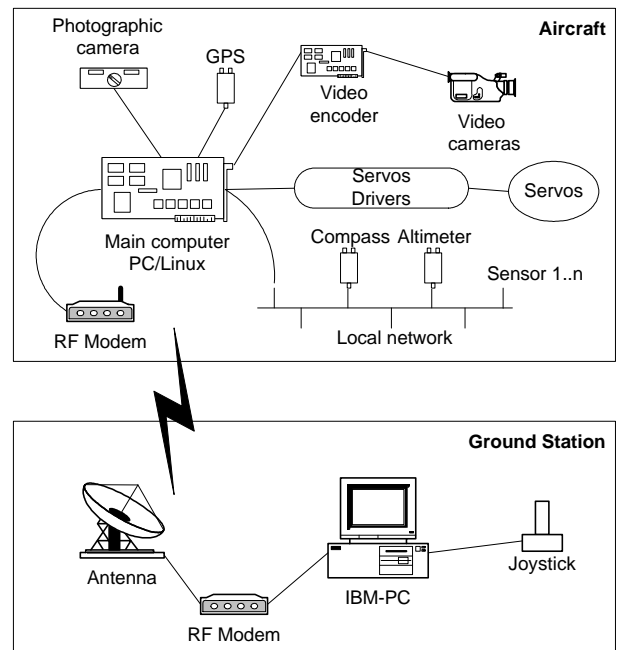 Aircraft
Photographic
camera
GPS
Video
encoder
Video
cameras
Servos
Drivers
Servos
Main computer
PC/Linux
Compass
Altimeter
Sensor 1..n
RF Modem
Local network
Ground Station
Antenna
RF Modem
IBM-PC
Joystick